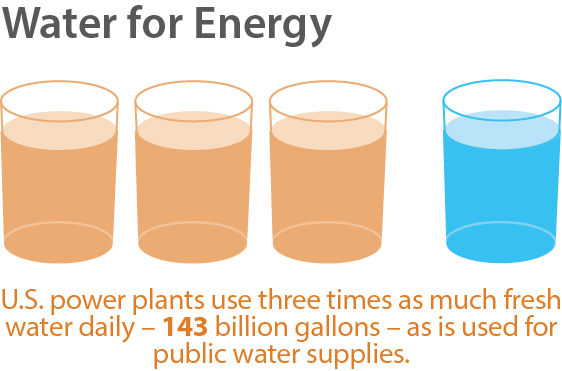 Water for Energy
U.S. power plants use three times as much fresh
water daily – 143 billion gallons – as is used for
public water supplies.